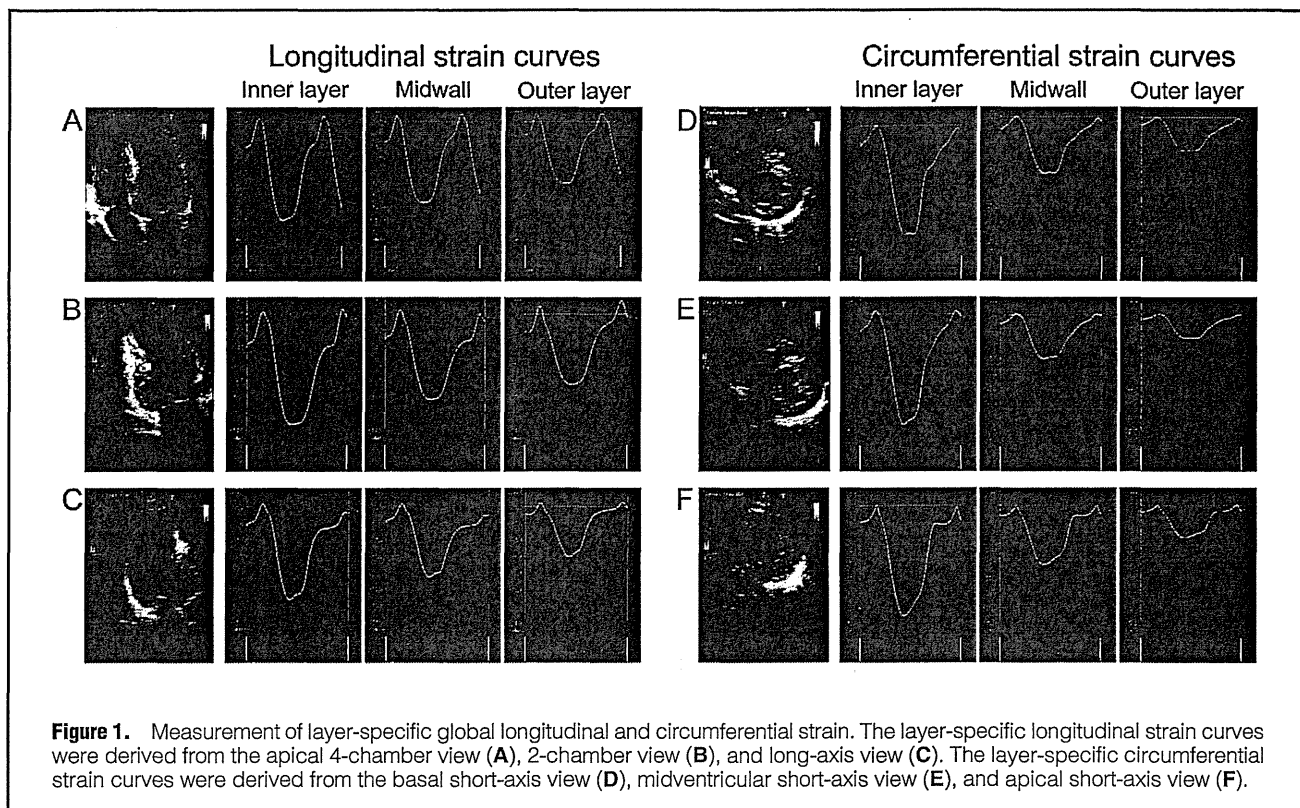 Longitudinal strain curves
Circumferential strain curves
Inner layer Midwall Outer layer
Inner layer Midwall Outer layer
A
D
B
E
C
F
Figure 1. Measurement of layer-specific global longitudinal and circumferential strain. The layer-specific longitudinal strain curves
were derived from the apical 4-chamber view (A), 2-chamber view (B), and long-axis view (C). The layer-specific circumferential
strain curves were derived from the basal short-axis view (D), midventricular short-axis view (E), and apical short-axis view (F).